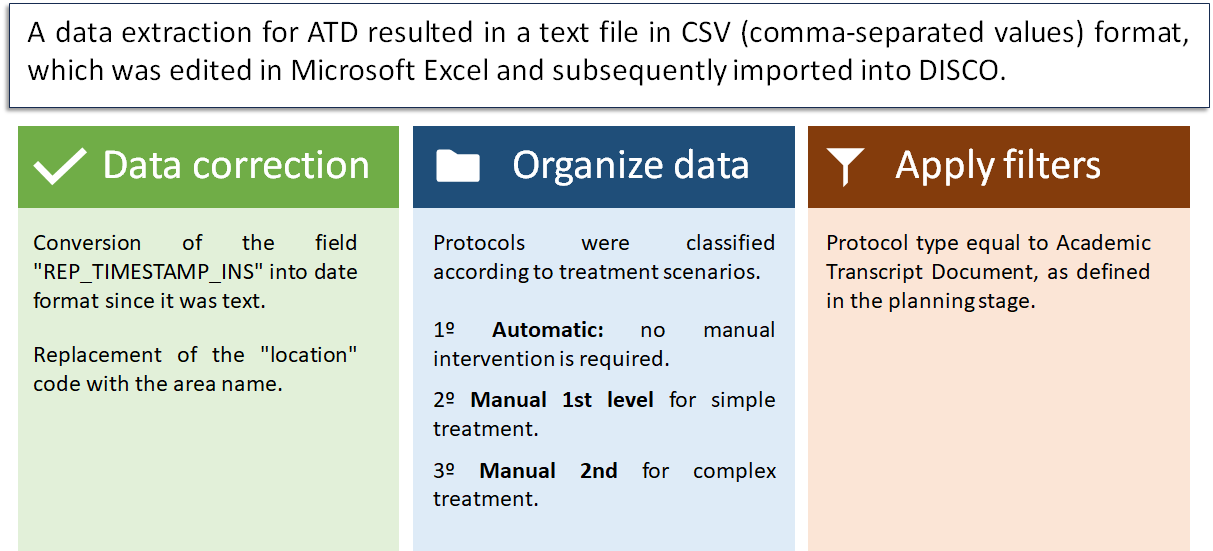 A data extraction for ATD resulted in a text file in CSV (comma-separated values) format,
which was edited in Microsoft Excel and subsequently imported into DISCO.
Data correction
Conversion of the field
"REP_TIMESTAMP_INS" into date
format since it was text.
Replacement of the "location"
code with the area name.
Organize data
Protocols were classified
according to treatment scenarios.
1º Automatic: no manual
intervention is required.
2º Manual 1st level for simple
treatment.
3º Manual 2nd for complex
treatment.
Apply filters
Protocol type equal to Academic
Transcript Document, as defined
in the planning stage.